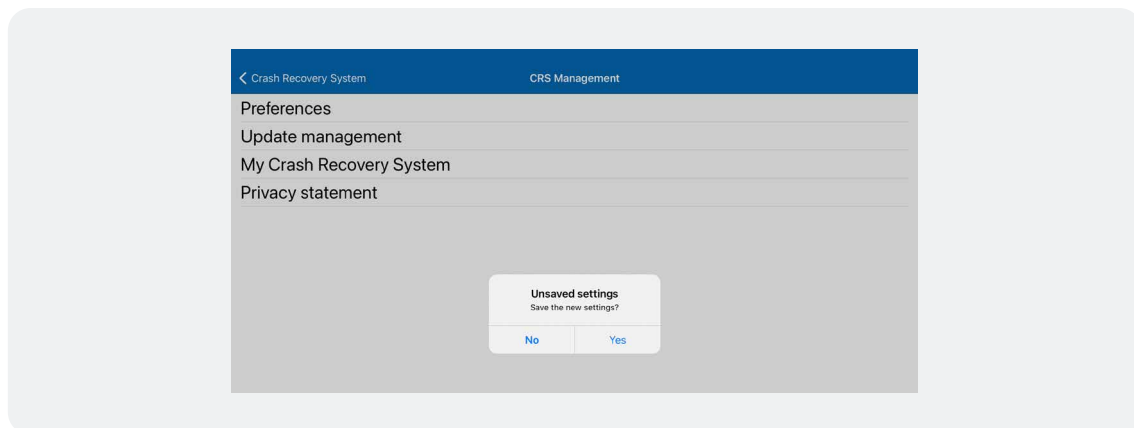 Crash Recovery System CRS Management
Preferences
Update management
My Crash Recovery System
Privacy statement
Unsaved settings
Save the new settings?
No Yes